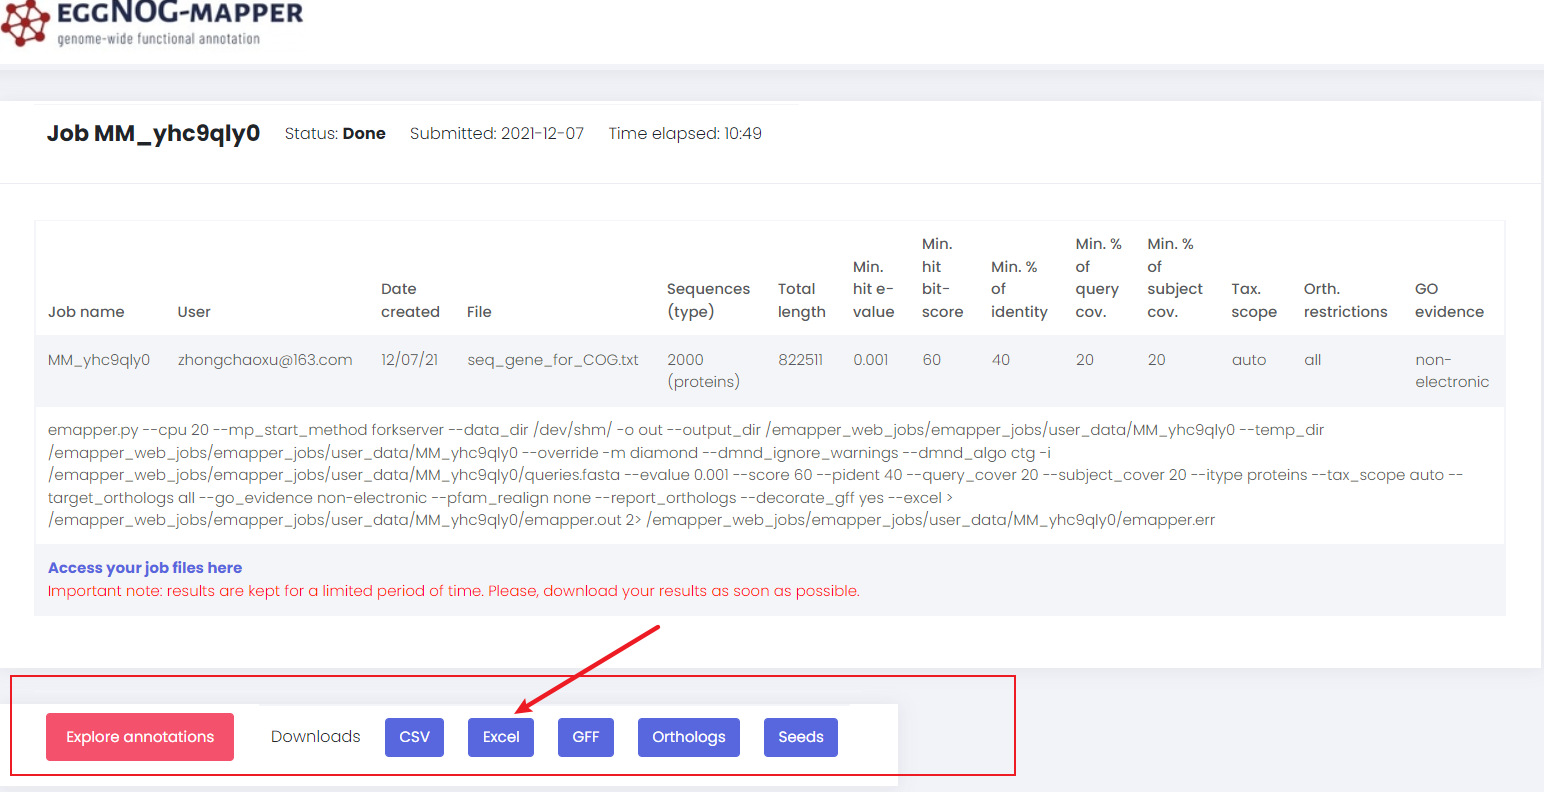 EGGNOG-MAPPER
genome-wide functional annotation
Job MM_yhc9qly0 Status: Done Submitted: 2021-12-07 Time elapsed: 10:49
Job name User Date created File Sequences (type) Total length Min. hit e-value Min. hit bit-score Min. % of identity Min. % of query cov. Min. % of subject cov. Tax. scope Orth. restrictions GO evidence
MM_yhc9qly0 zhongchaoxu@163.com 12/07/21 seq_gene_for_COG.txt 2000 (proteins) 822511 0.001 60 40 20 20 auto all non-electronic
emapper.py --cpu 20 --mp_start_method forkserver --data_dir /dev/shm/ -o out --output_dir /emapper_web_jobs/emapper_jobs/user_data/MM_yhc9qly0 --temp_dir
/emapper_web_jobs/emapper_jobs/user_data/MM_yhc9qly0 --override -m diamond --dmnd_ignore_warnings --dmnd_algo ctg -i
/emapper_web_jobs/emapper_jobs/user_data/MM_yhc9qly0/queries.fasta --evalue 0.001 --score 60 --pident 40 --query_cover 20 --subject_cover 20 --itype proteins --tax_scope auto --
target_orthologs all --go_evidence non-electronic --pfam_realign none --report_orthologs --decorate_gff yes --excel >
/emapper_web_jobs/emapper_jobs/user_data/MM_yhc9qly0/emapper.out 2> /emapper_web_jobs/emapper_jobs/user_data/MM_yhc9qly0/emapper.err
Access your job files here
Important note: results are kept for a limited period of time. Please, download your results as soon as possible.
Explore annotations Downloads CSV Excel GFF Orthologs Seeds